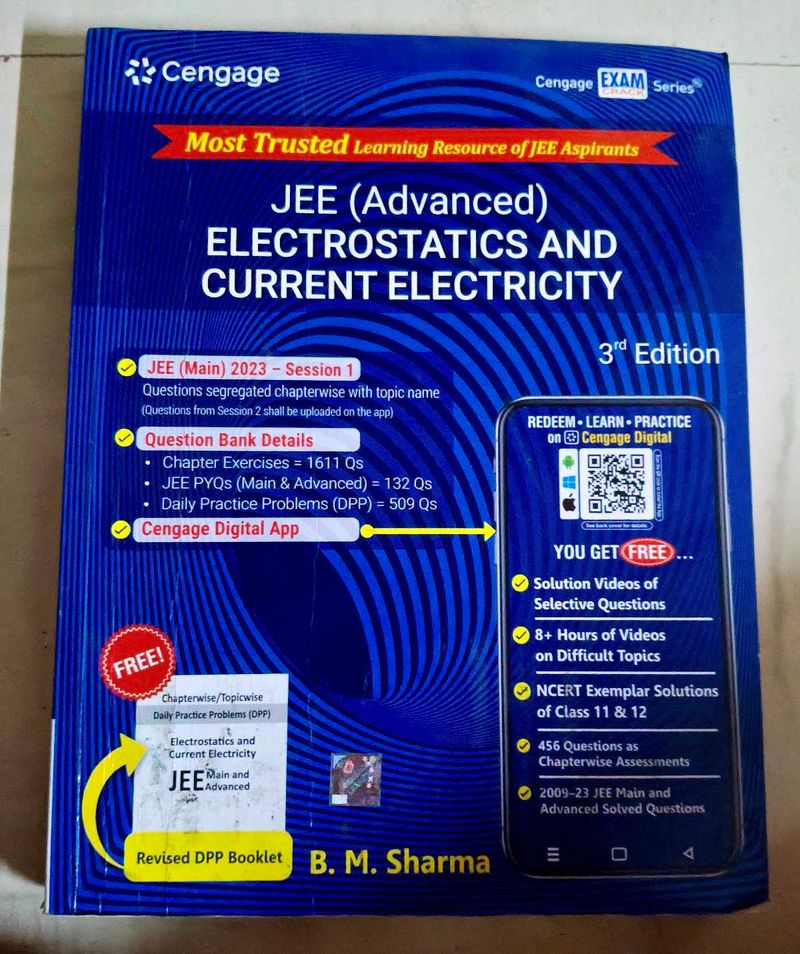 Cengage
Cengage EXAM CRACK Series®
Most Trusted Learning Resource of JEE Aspirants
JEE (Advanced)
ELECTROSTATICS AND
CURRENT ELECTRICITY
3rd Edition
JEE (Main) 2023 – Session 1
Questions segregated chapterwise with topic name
(Questions from Session 2 shall be uploaded on the app)
Question Bank Details
• Chapter Exercises = 1611 Qs
• JEE PYQs (Main & Advanced) = 132 Qs
• Daily Practice Problems (DPP) = 509 Qs
Cengage Digital App
REDEEM • LEARN • PRACTICE
on Cengage Digital
See back cover for details.
YOU GET FREE ...
Solution Videos of
Selective Questions
8+ Hours of Videos
on Difficult Topics
NCERT Exemplar Solutions
of Class 11 & 12
456 Questions as
Chapterwise Assessments
2009–23 JEE Main and
Advanced Solved Questions
FREE!
Chapterwise/Topicwise
Daily Practice Problems (DPP)
Electrostatics and
Current Electricity
JEE Main and
Advanced
Revised DPP Booklet
B. M. Sharma